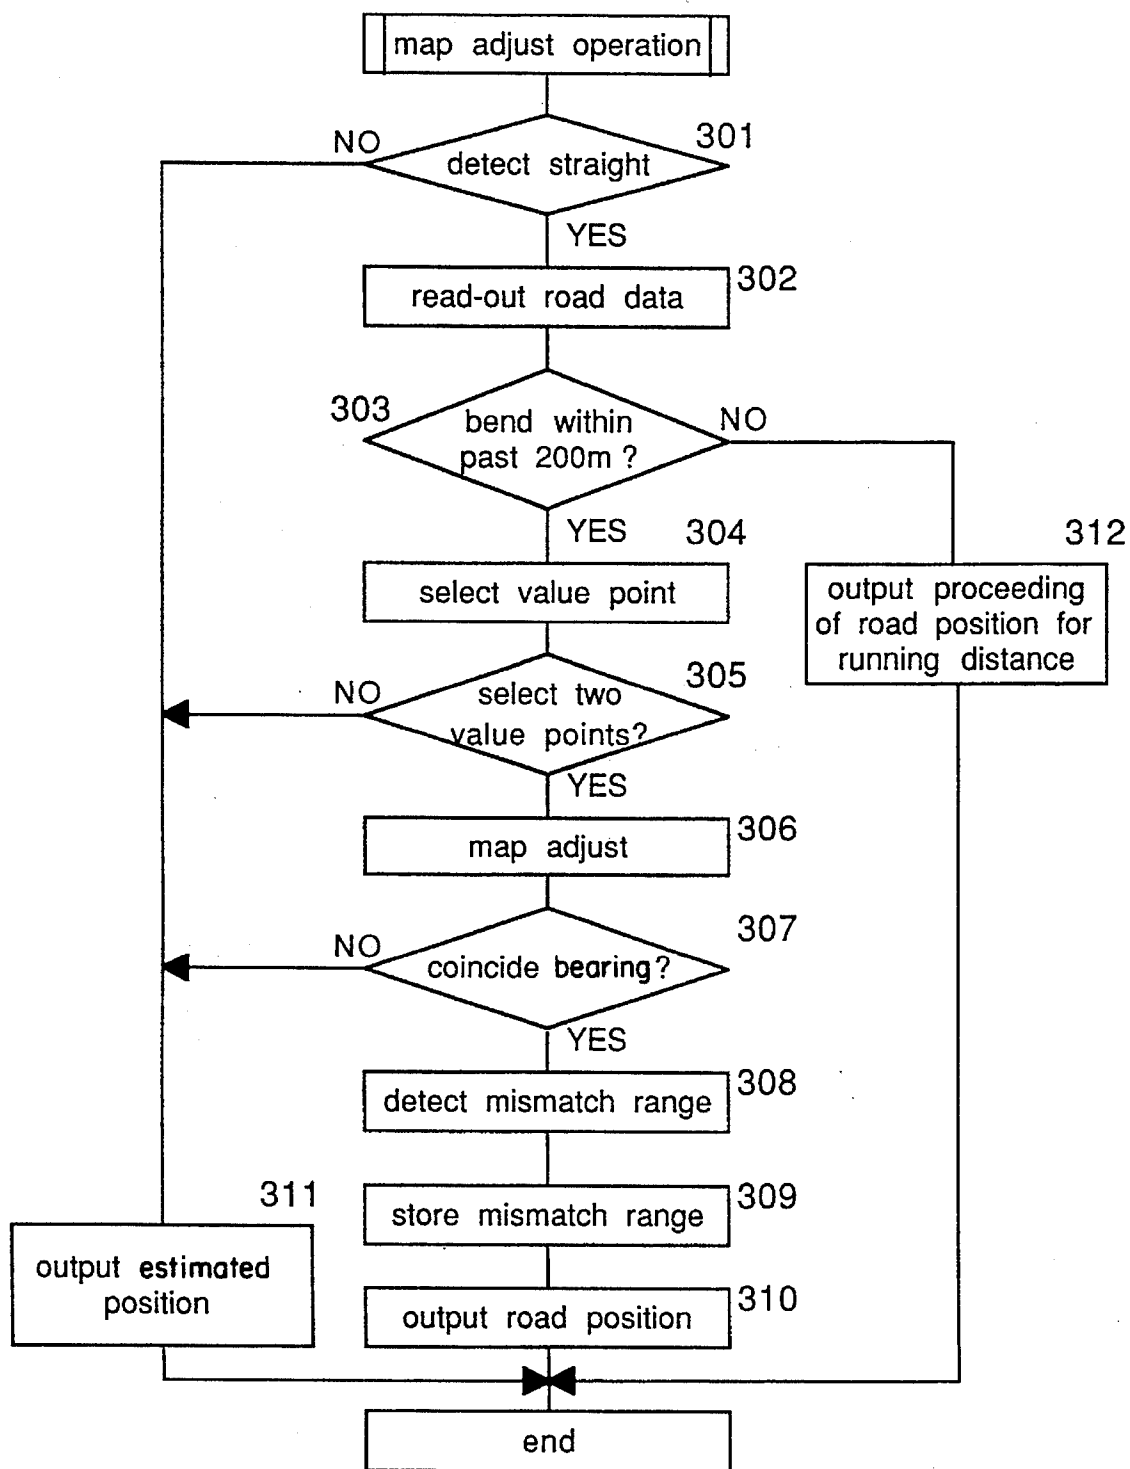 map adjust operation
NO
301
detect straight
YES
302
read-out road data
303
bend within
past 200m ?
NO
YES
304
312
select value point
output proceeding
of road position for
running distance
NO
305
select two
value points?
YES
306
map adjust
307
NO
coincide bearing?
YES
308
detect mismatch range
311
309
store mismatch range
output estimated
position
310
output road position
end